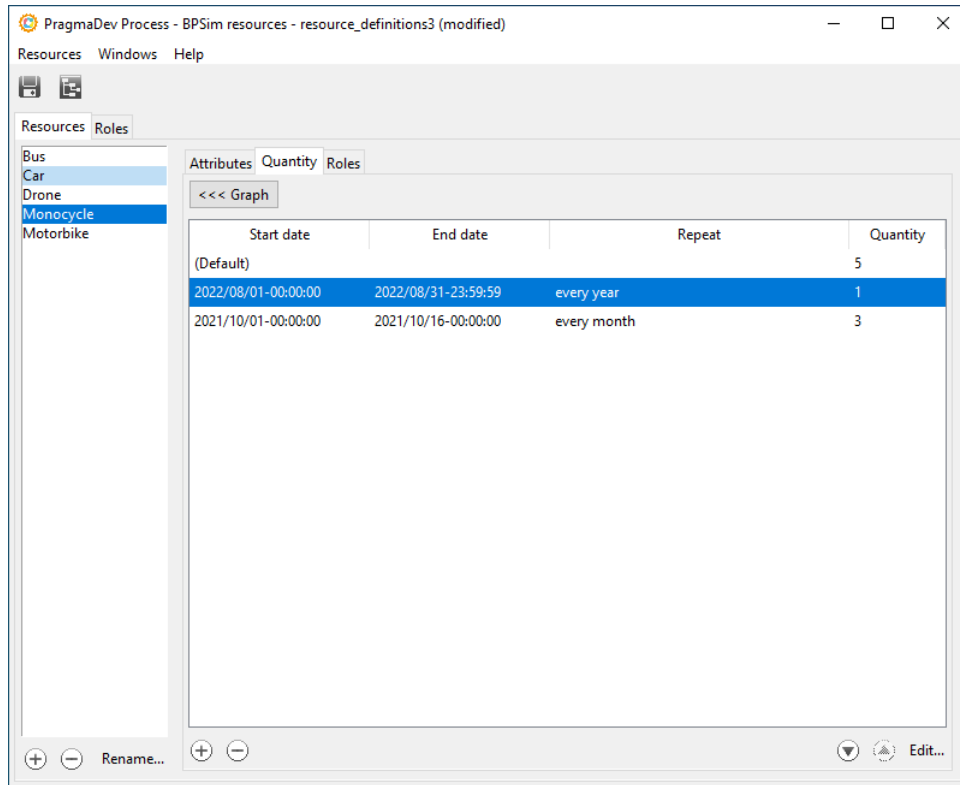 PragmaDev Process - BPSim resources - resource_definitions3 (modified)
Resources Windows Help
Resources Roles
Bus
Car
Drone
Monocycle
Motorbike
Attributes Quantity Roles
<<< Graph
Start date End date Repeat Quantity
(Default) 5
2022/08/01-00:00:00 2022/08/31-23:59:59 every year 1
2021/10/01-00:00:00 2021/10/16-00:00:00 every month 3
Rename...
Edit...